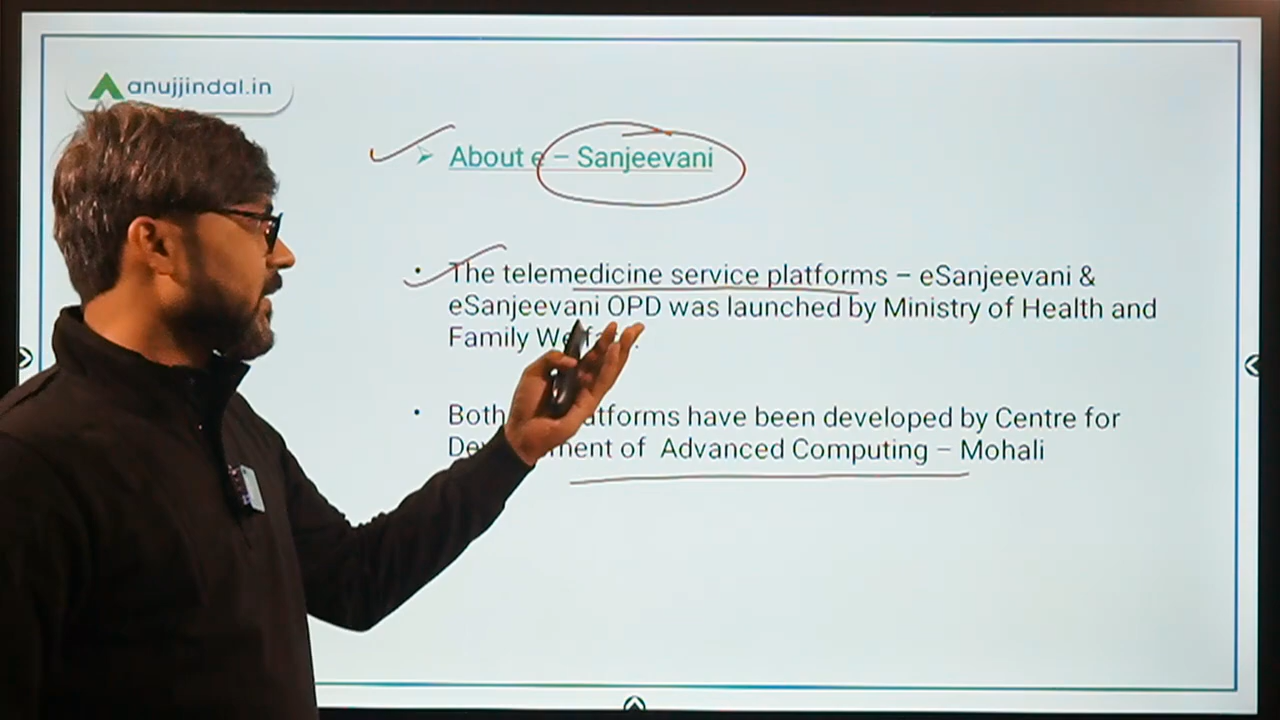 anujjindal.in
About e – Sanjeevani
• The telemedicine service platforms – eSanjeevani &
eSanjeevani OPD was launched by Ministry of Health and
Family
• Both have been developed by Centre for
of Advanced Computing – Mohali